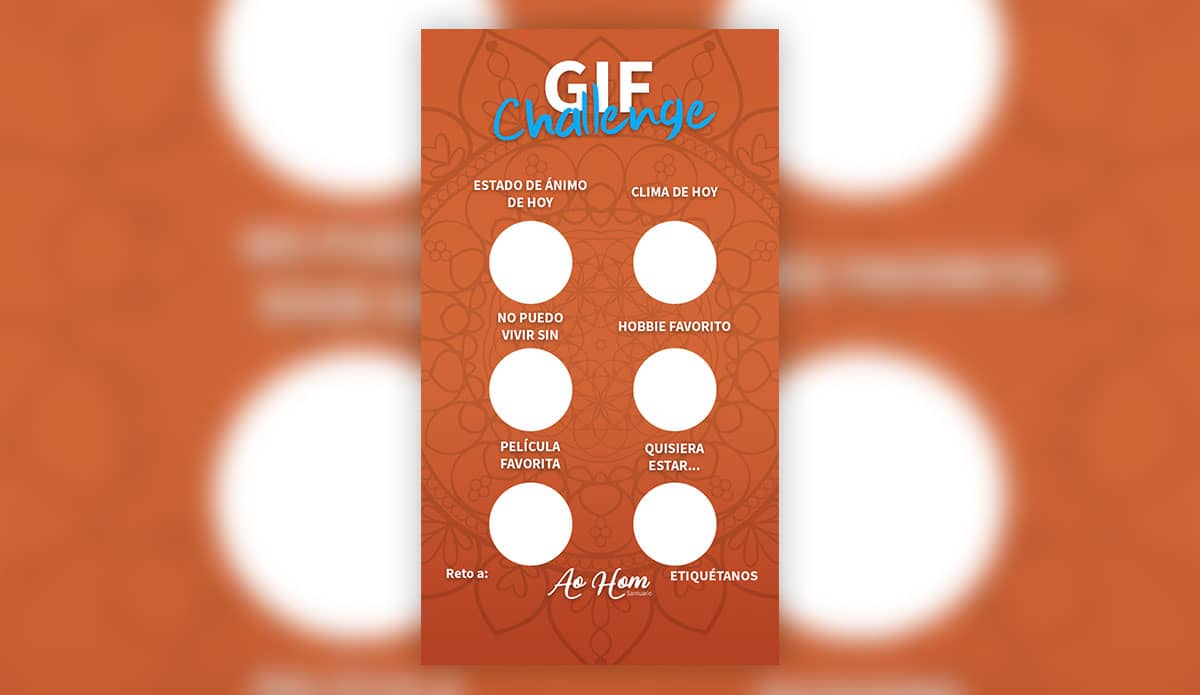 GIF
Challenge
ESTADO DE ÁNIMO
DE HOY
CLIMA DE HOY
NO PUEDO
VIVIR SIN
HOBBIE FAVORITO
PELÍCULA
FAVORITA
QUISIERA
ESTAR...
Reto a:
Ao Hom
Santuario
ETIQUÉTANOS